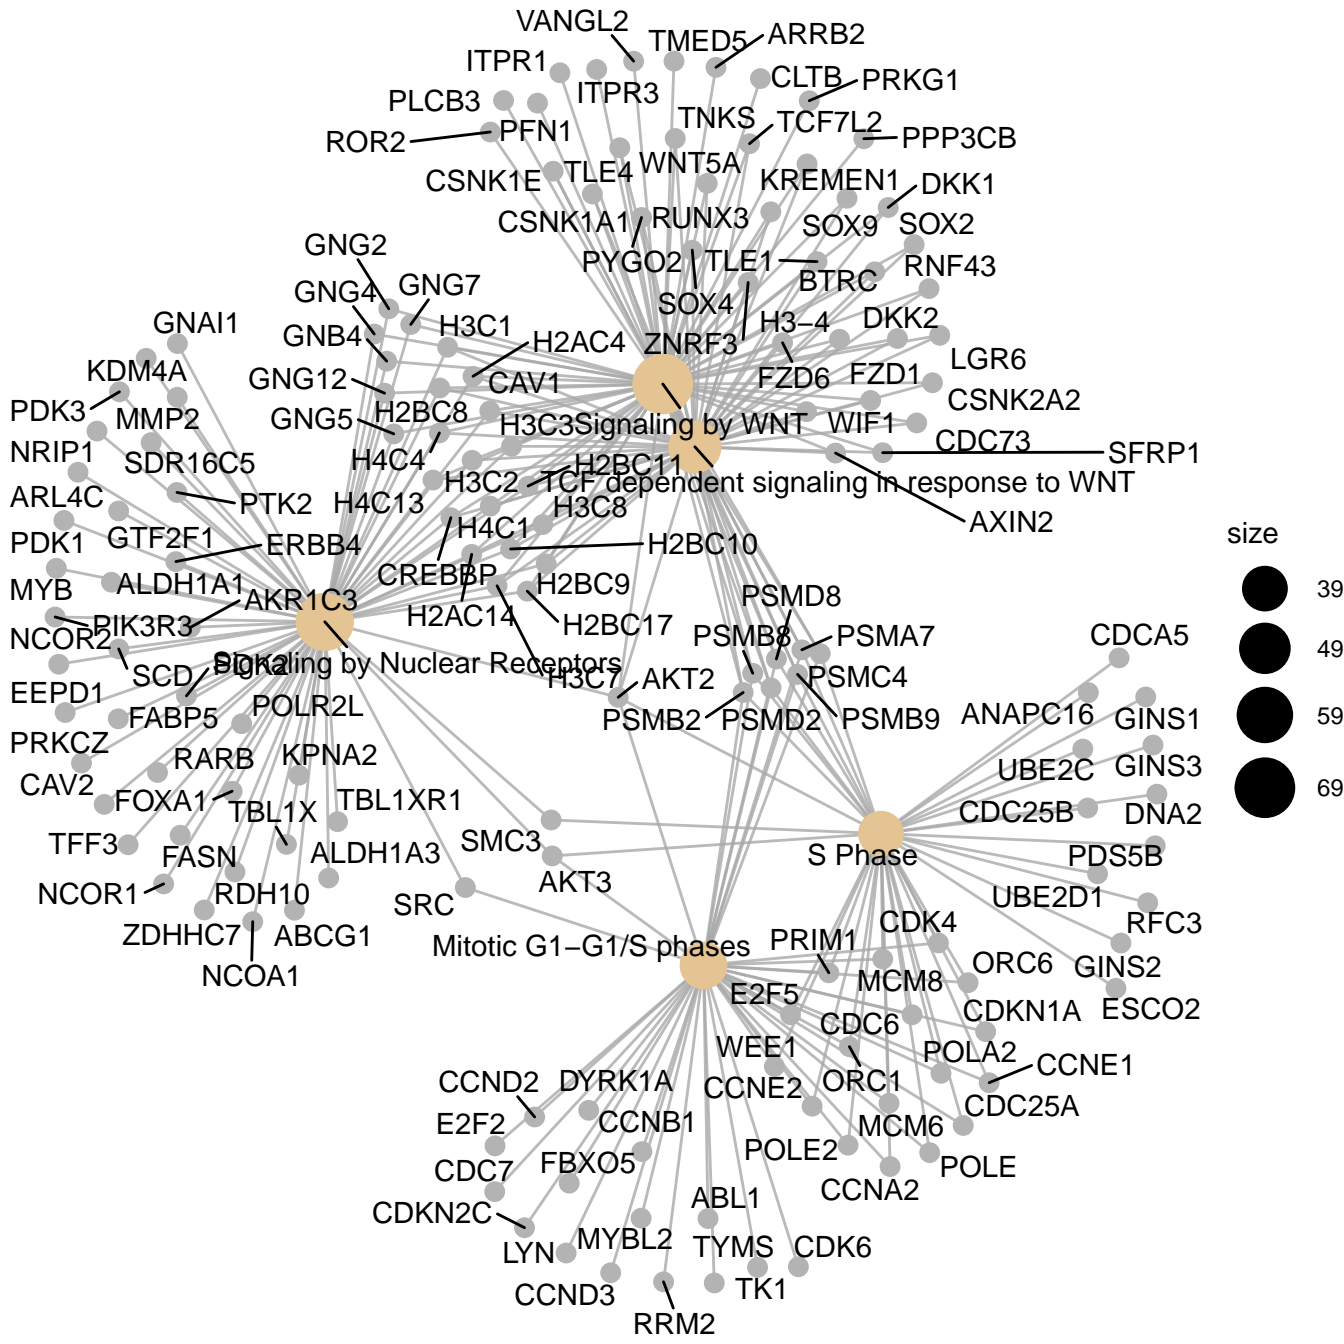 VANGL2
TMED5
ARRB2
ITPR1
ITPR3
CLTB
PRKG1
PLCB3
PFN1
TNKS
TCF7L2
ROR2
PPP3CB
CSNK1E
TLE4
WNT5A
KREMEN1
DKK1
CSNK1A1
RUNX3
SOX9
SOX2
GNG2
PYGO2
TLE1
BTRC
RNF43
GNG4
GNG7
SOX4
GNAI1
GNB4
H3C1
H2AC4
ZNRF3
H3−4
DKK2
LGR6
KDM4A
GNG12
CAV1
FZD6
FZD1
CSNK2A2
PDK3
MMP2
GNG5
H2BC8
H3C3
Signaling by WNT
WIF1
CDC73
SFRP1
NRIP1
SDR16C5
H4C4
H2BC11
H3C2
TCF dependent signaling in response to WNT
ARL4C
PTK2
H4C13
H3C8
AXIN2
PDK1
GTF2F1
ERBB4
H4C1
H2BC10
size
MYB
ALDH1A1
AKR1C3
CREBBP
H2BC9
39
NCOR2
PIK3R3
H2AC14
H2BC17
PSMD8
PSMB8
PSMA7
CDCA5
49
SCD
PDK2
Signaling by Nuclear Receptors
H3C7
AKT2
PSMC4
EEPD1
FABP5
POLR2L
PSMB2
PSMD2
PSMB9
ANAPC16
GINS1
59
PRKCZ
RARB
KPNA2
UBE2C
GINS3
CAV2
FOXA1
TBL1X
TBL1XR1
CDC25B
DNA2
69
TFF3
FASN
ALDH1A3
SMC3
S Phase
PDS5B
NCOR1
RDH10
AKT3
UBE2D1
SRC
RFC3
ZDHHC7
ABCG1
Mitotic G1−G1/S phases
PRIM1
CDK4
NCOA1
MCM8
ORC6
GINS2
E2F5
CDKN1A
ESCO2
CDC6
WEE1
POLA2
CCNE1
CCND2
DYRK1A
CCNE2
ORC1
CDC25A
E2F2
CCNB1
MCM6
CDC7
FBXO5
POLE2
POLE
CDKN2C
ABL1
CCNA2
LYN
MYBL2
TYMS
CDK6
CCND3
TK1
RRM2